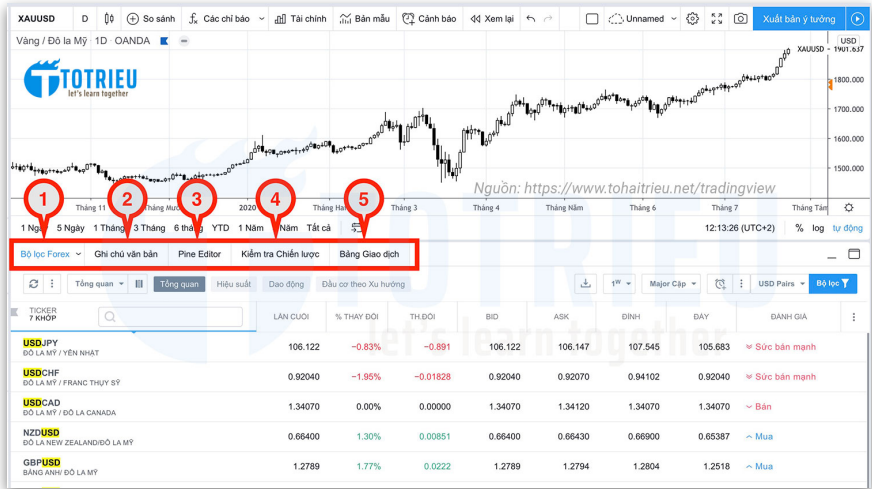 XAUUSD D So sánh Các chỉ báo Tài chính Bản mẫu Cảnh báo Xem lại Unnamed Xuất bản ý tưởng
Vàng / Đô la Mỹ 1D OANDA USD
XAUUSD 1901.637
TOTRIEU
let's learn together
1800.000
1700.000
1600.000
1500.000
Nguồn: https://www.tohaitrieu.net/tradingview
1 2 3 4 5
Tháng 11 2020 Tháng 3 Tháng 4 Tháng Năm Tháng 6 Tháng 7
5 Ngày 3 Tháng YTD 1 Năm Tất cả 12:13:26 (UTC+2) % log tự động
Bộ lọc Forex Ghi chú văn bản Pine Editor Kiểm tra Chiến lược Bảng Giao dịch
Tổng quan Tổng quan Hiệu suất Dao động Đầu cơ theo Xu hướng 1W Major Cặp USD Pairs Bộ lọc
TICKER LẦN CUỐI % THAY ĐỔI TH.ĐỔI BID ASK ĐỈNH ĐÁY ĐÁNH GIÁ
7 KHỚP
USDJPY 106.122 −0.83% −0.891 106.122 106.147 107.545 105.683 Sức bán mạnh
ĐÔ LA MỸ / YÊN NHẬT
USDCHF 0.92040 −1.95% −0.01828 0.92040 0.92070 0.94102 0.92040 Sức bán mạnh
ĐÔ LA MỸ / FRANC THỤY SỸ
USDCAD 1.34070 0.00% 0.00000 1.34070 1.34120 1.34070 1.34070 Bán
ĐÔ LA MỸ / ĐÔ LA CANADA
NZDUSD 0.66400 1.30% 0.00851 0.66400 0.66430 0.66900 0.65387 Mua
ĐÔ LA NEW ZEALAND/ĐÔ LA MỸ
GBPUSD 1.2789 1.77% 0.0222 1.2789 1.2794 1.2804 1.2518 Mua
BẢNG ANH/ ĐÔ LA MỸ
TOTRIEU
let's learn together